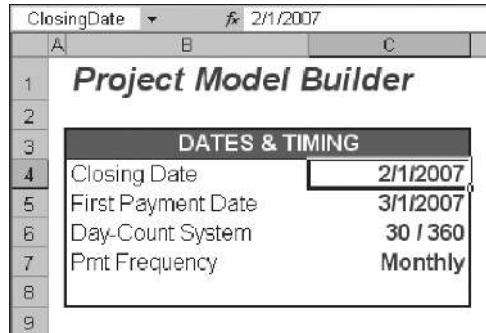 ClosingDate fx 2/1/2007
A B C
1 Project Model Builder
2
3 DATES & TIMING
4 Closing Date 2/1/2007
5 First Payment Date 3/1/2007
6 Day-Count System 30 / 360
7 Pmt Frequency Monthly
8
9